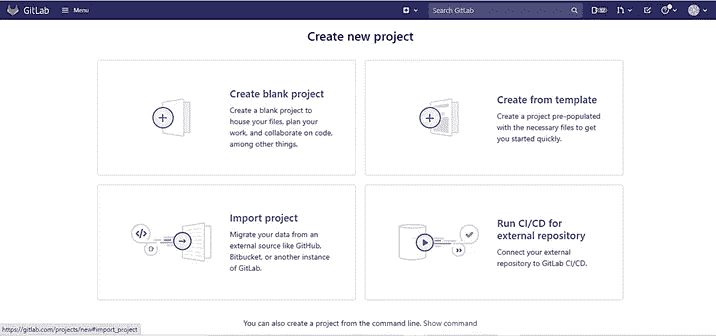 GitLab
Menu
Search GitLab
Create new project
Create blank project
Create a blank project to
house your files, plan your
work, and collaborate on code,
among other things.
Create from template
Create a project pre-populated
with the necessary files to get
you started quickly.
Import project
Migrate your data from an
external source like GitHub,
Bitbucket, or another instance
of GitLab.
Run CI/CD for
external repository
Connect your external
repository to GitLab CI/CD.
You can also create a project from the command line. Show command
https://gitlab.com/projects/new#import_project